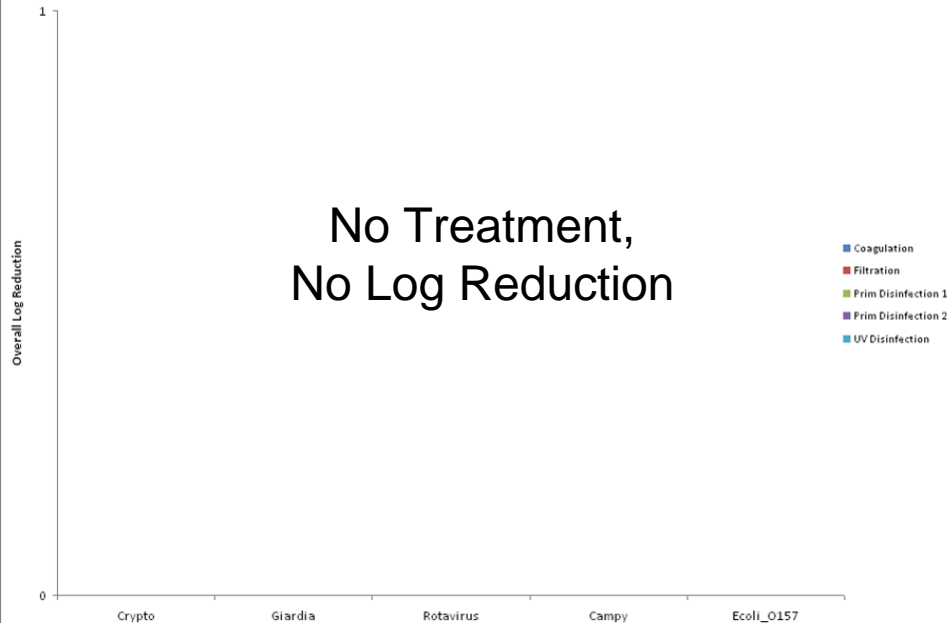 1
No Treatment,
No Log Reduction
Overall Log Reduction
Coagulation
Filtration
Prim Disinfection 1
Prim Disinfection 2
UV Disinfection
0
Crypto
Giardia
Rotavirus
Campy
Ecoli_O157